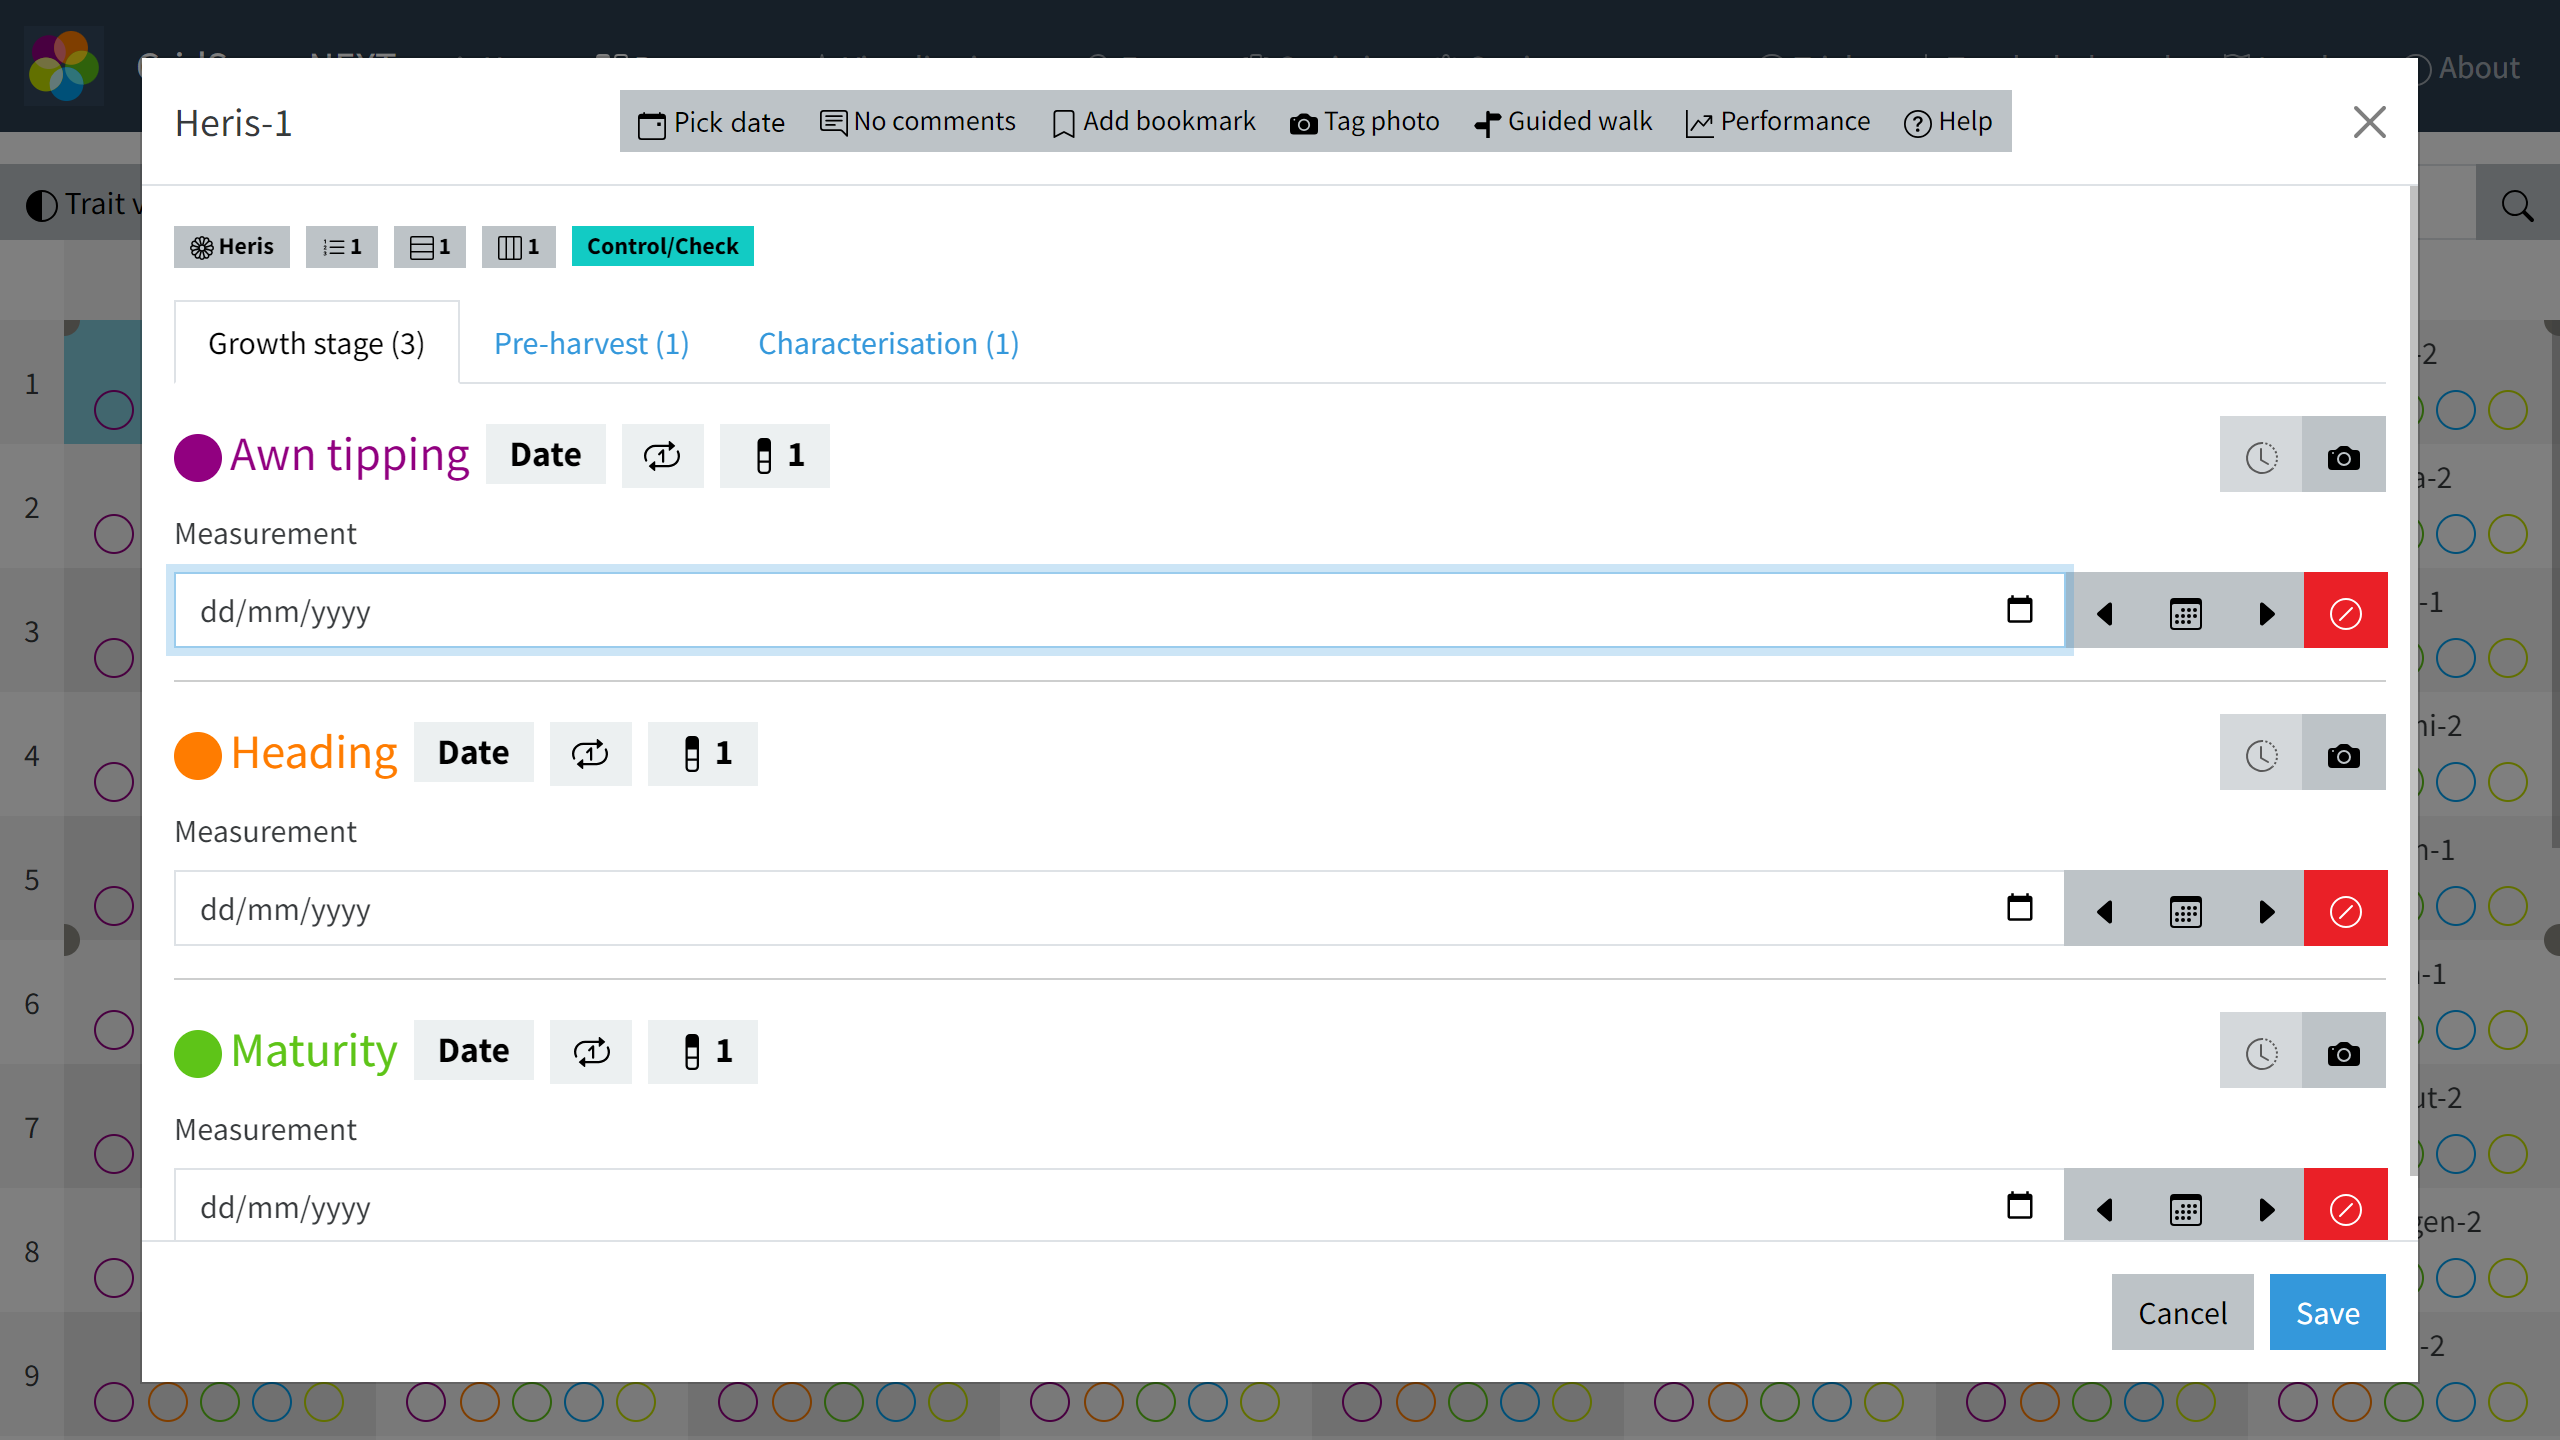 About
Heris-1
Pick date
No comments
Add bookmark
Tag photo
Guided walk
Performance
Help
Trait
Heris
1
1
1
Control/Check
Growth stage (3)
Pre-harvest (1)
Characterisation (1)
Awn tipping
Date
1
1
Measurement
dd/mm/yyyy
Heading
Date
1
1
Measurement
dd/mm/yyyy
Maturity
Date
1
1
Measurement
dd/mm/yyyy
Cancel
Save
1
2
3
4
5
6
7
8
9
-2
a-2
-1
ni-2
n-1
-1
ut-2
gen-2
-2